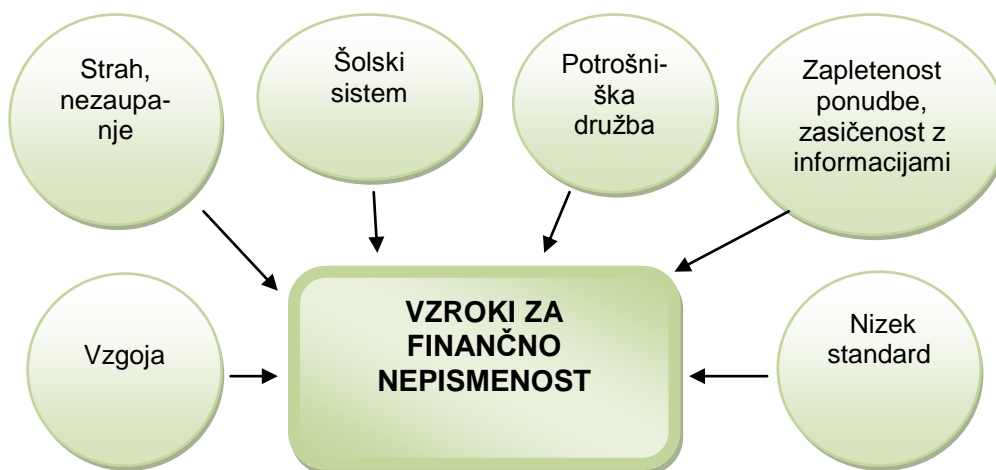 Strah,
nezaupa-
nje
Šolski
sistem
Potrošni-
ška
družba
Zapletenost
ponudbe,
zasičenost z
informacijami
Vzgoja
VZROKI ZA
FINANČNO
NEPISMENOST
Nizek
standard